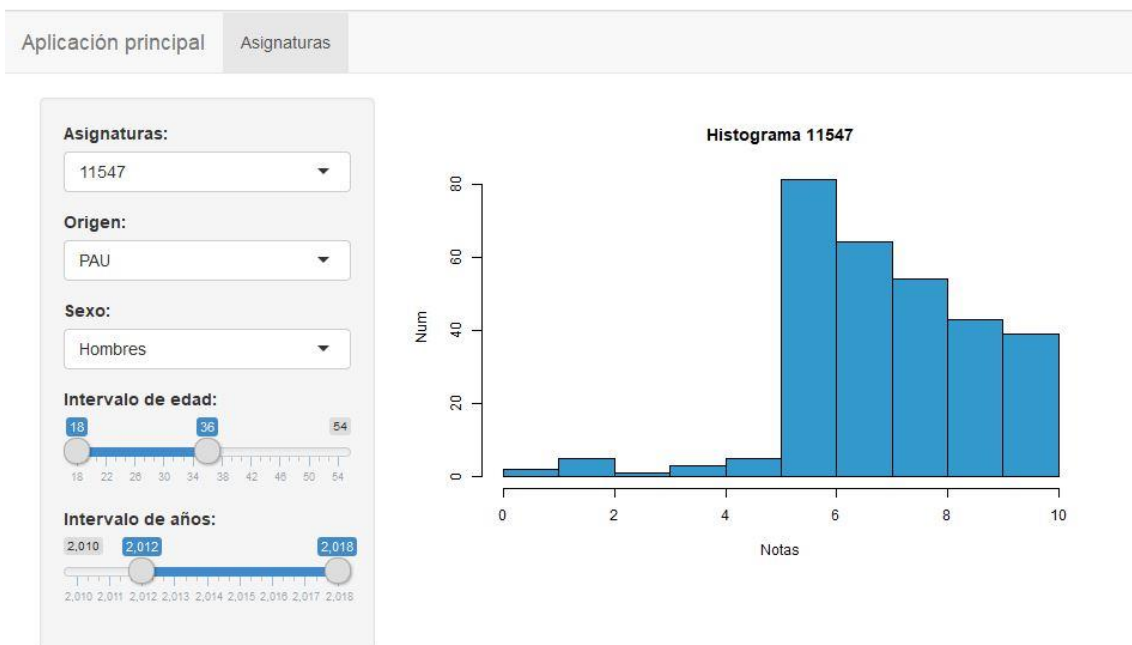 Aplicación principal Asignaturas
Asignaturas:
11547
Origen:
PAU
Sexo:
Hombres
Intervalo de edad:
18 36 54
18 22 26 30 34 38 42 46 50 54
Intervalo de años:
2,010 2,012 2,018
2,010 2,011 2,012 2,013 2,014 2,015 2,016 2,017 2,018
Histograma 11547
Num
80
60
40
20
0
0 2 4 6 8 10
Notas